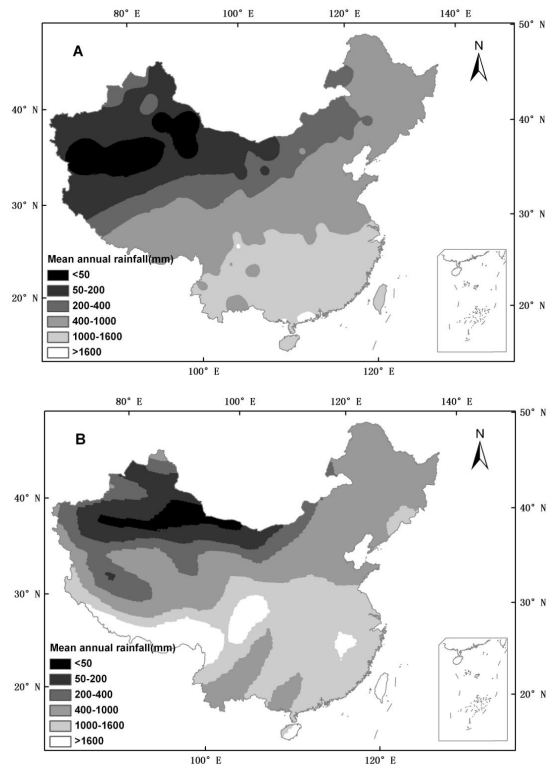 80° E 100° E 120° E 140° E
50° N
A
N
40° N
40° N
30° N
30° N
Mean annual rainfall(mm)
<50
50-200
200-400
400-1000
1000-1600
>1600
20° N
20° N
100° E 120° E
80° E 100° E 120° E 140° E
50° N
B
N
40° N
40° N
30° N
30° N
Mean annual rainfall(mm)
<50
50-200
200-400
400-1000
1000-1600
>1600
20° N
20° N
100° E 120° E